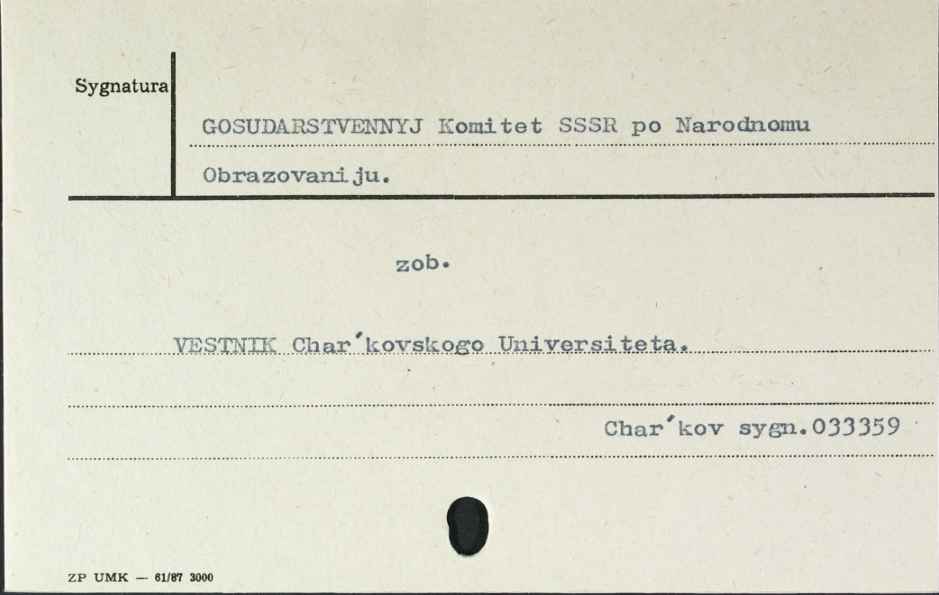 Sygnatura
GOSUDARSTVENNYJ Komitet SSSR po Narodnomu
Obrazovaniju.
zob.
VESTNIK Char´kovskogo Universiteta.
Char´kov sygn.033359
ZP UMK — 61/87 3000